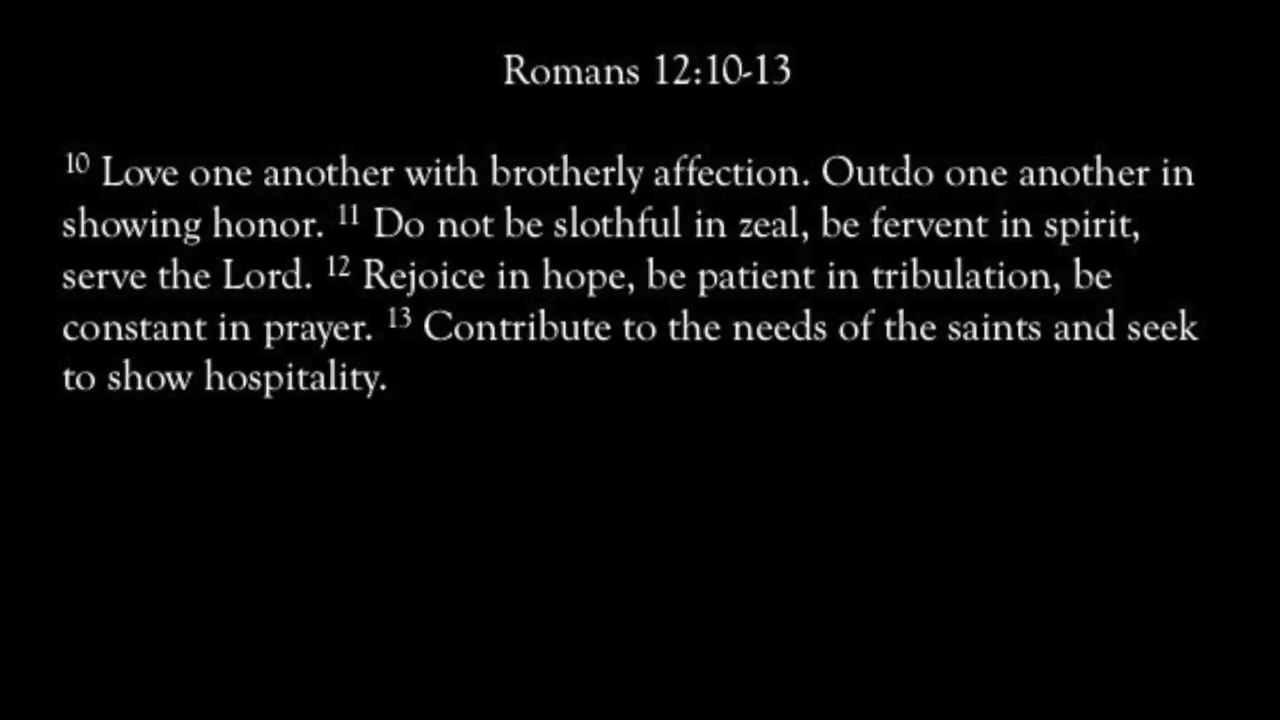 Romans 12:10-13
10 Love one another with brotherly affection. Outdo one another in
showing honor. 11 Do not be slothful in zeal, be fervent in spirit,
serve the Lord. 12 Rejoice in hope, be patient in tribulation, be
constant in prayer. 13 Contribute to the needs of the saints and seek
to show hospitality.